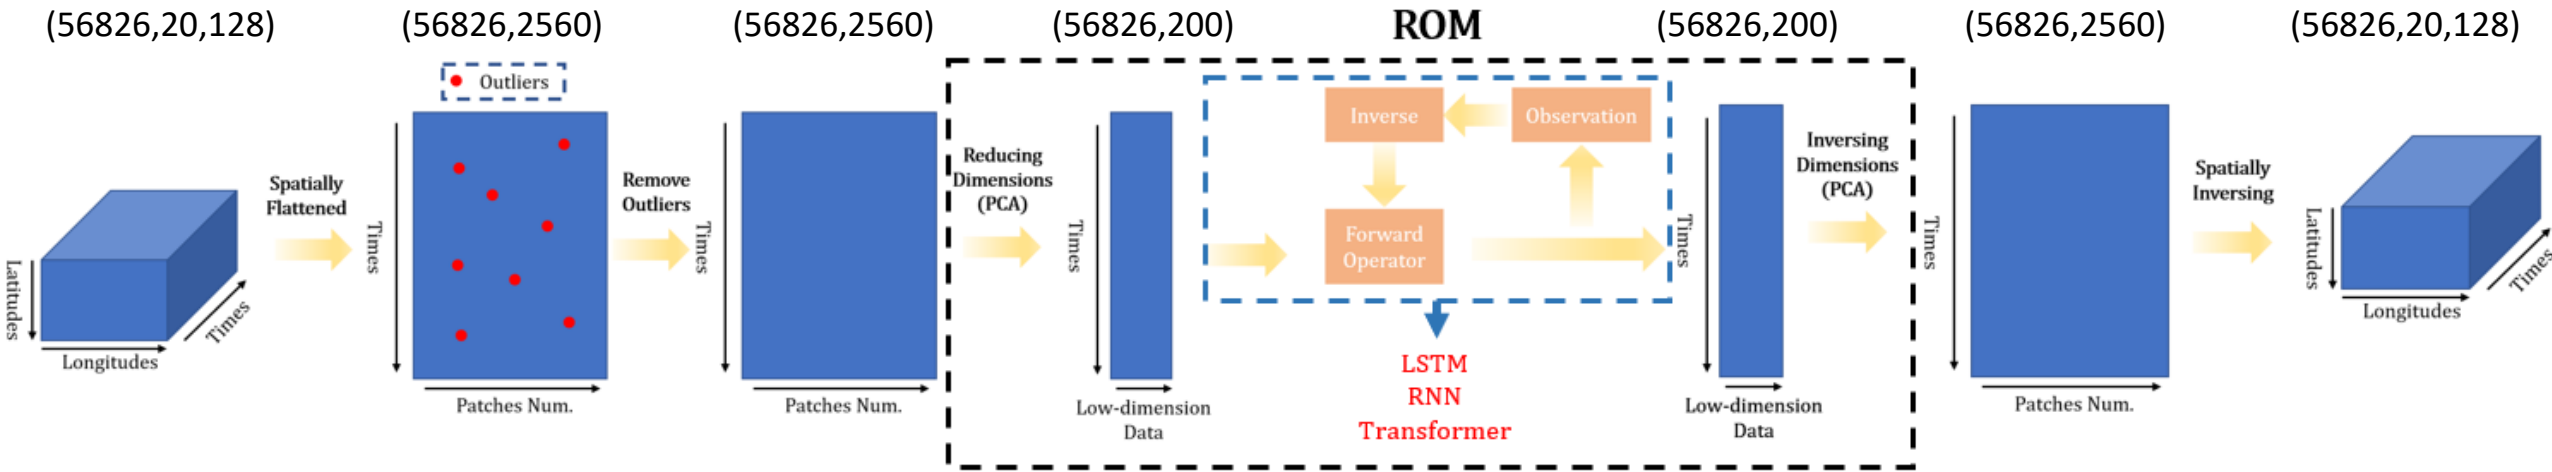 (56826,20,128)
(56826,2560)
(56826,2560)
(56826,200)
ROM
(56826,200)
(56826,2560)
(56826,20,128)
Latitudes
Longitudes
Times
Spatially
Flattened
Outliers
Times
Patches Num.
Remove
Outliers
Times
Patches Num.
Reducing
Dimensions
(PCA)
Times
Low-dimension
Data
Inverse
Observation
Forward
Operator
LSTM
RNN
Transformer
Times
Low-dimension
Data
Inversing
Dimensions
(PCA)
Times
Patches Num.
Spatially
Inversing
Latitudes
Longitudes
Times